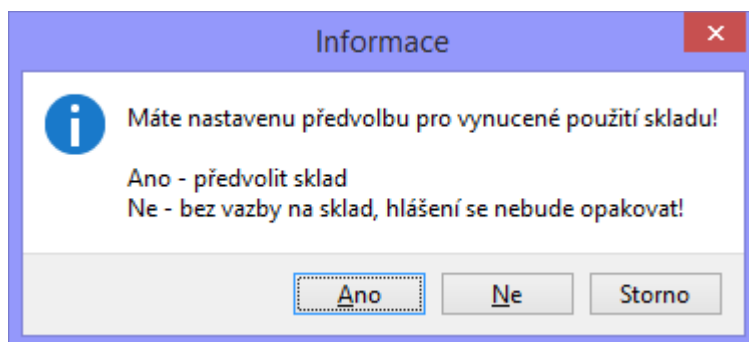 Informace
Máte nastavenu předvolbu pro vynucené použití skladu!
Ano - předvolit sklad
Ne - bez vazby na sklad, hlášení se nebude opakovat!
Ano
Ne
Storno